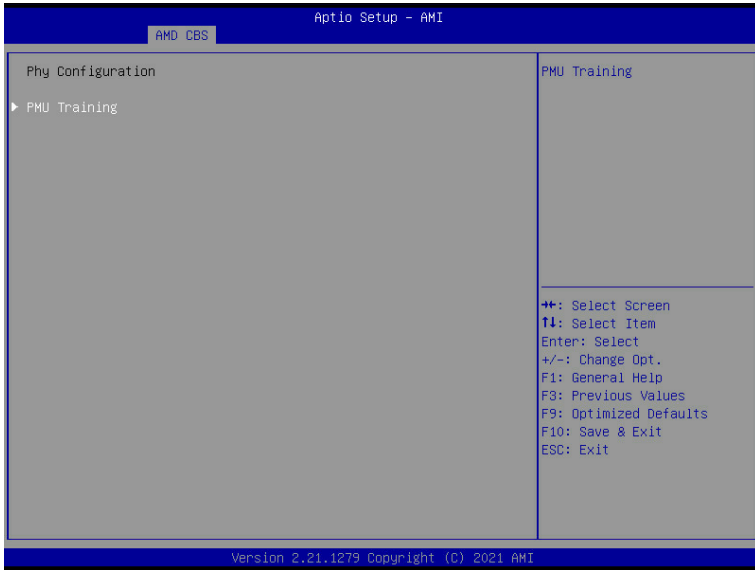 Aptio Setup – AMI
AMD CBS
Phy Configuration
PMU Training
PMU Training
→←: Select Screen
↑↓: Select Item
Enter: Select
+/-: Change Opt.
F1: General Help
F3: Previous Values
F9: Optimized Defaults
F10: Save & Exit
ESC: Exit
Version 2.21.1279 Copyright (C) 2021 AMI